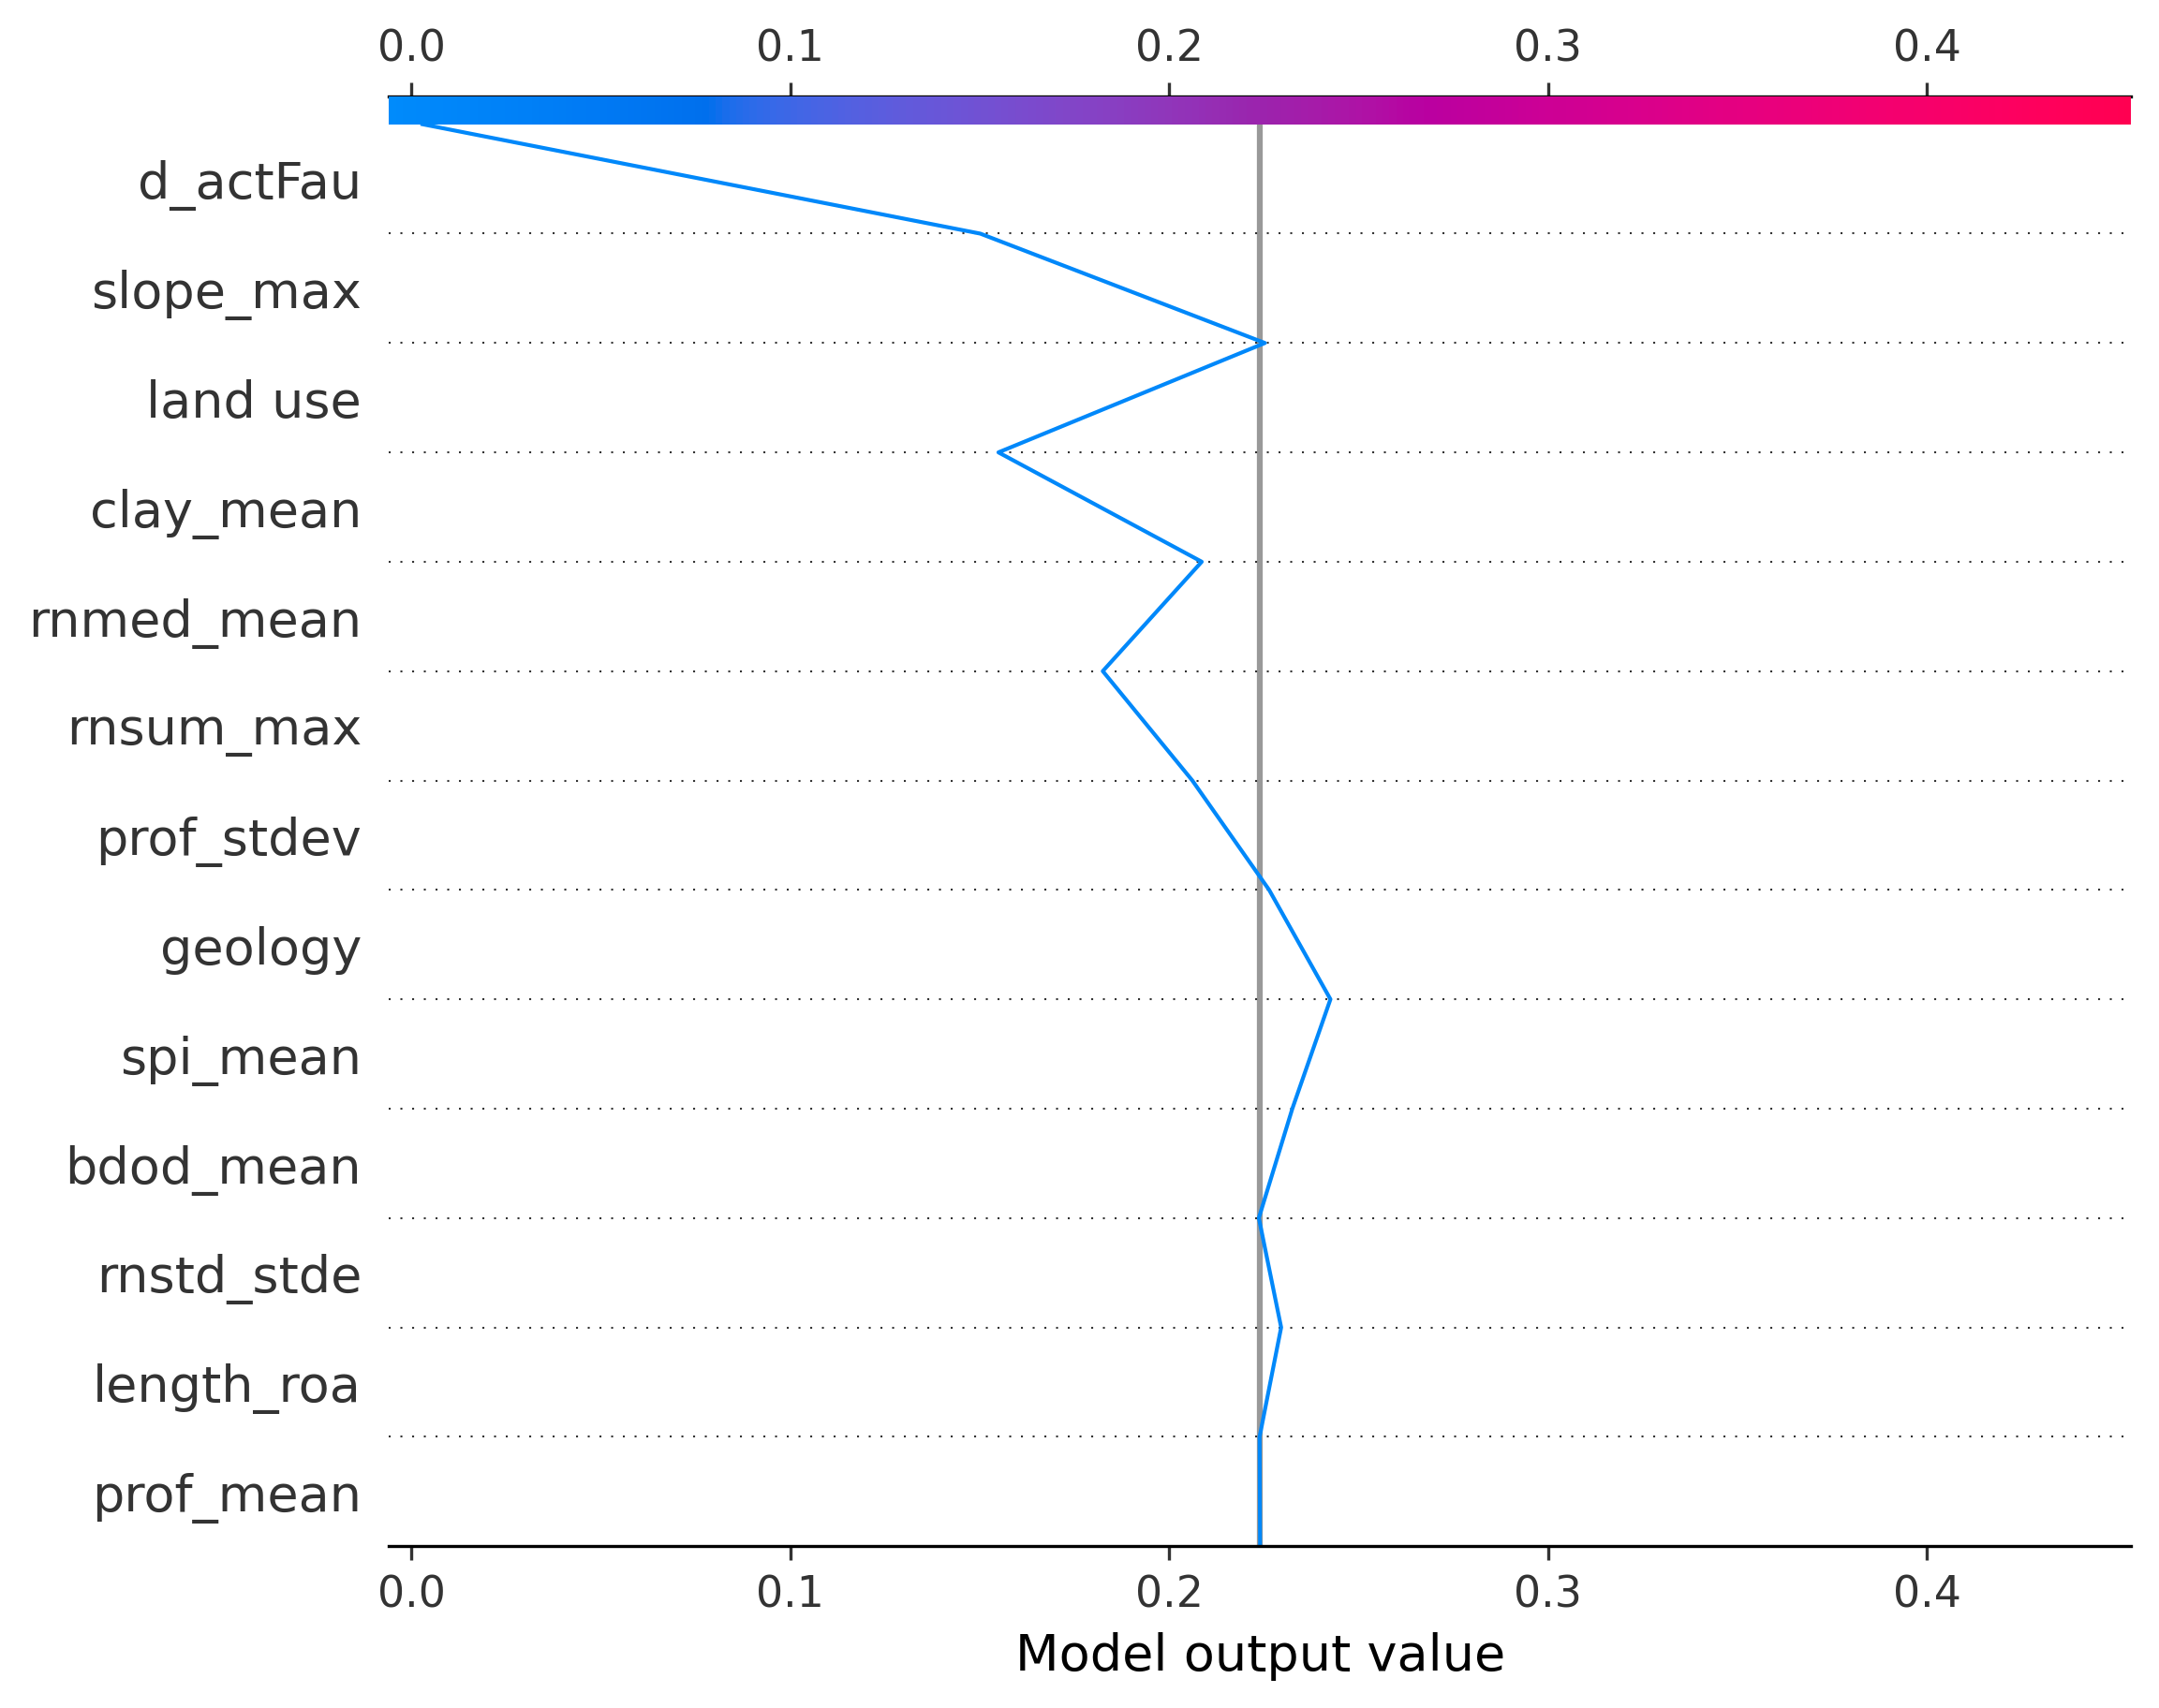 0.0 0.1 0.2 0.3 0.4
d_actFau
slope_max
land use
clay_mean
rnmed_mean
rnsum_max
prof_stdev
geology
spi_mean
bdod_mean
rnstd_stde
length_roa
prof_mean
0.0 0.1 0.2 0.3 0.4
Model output value